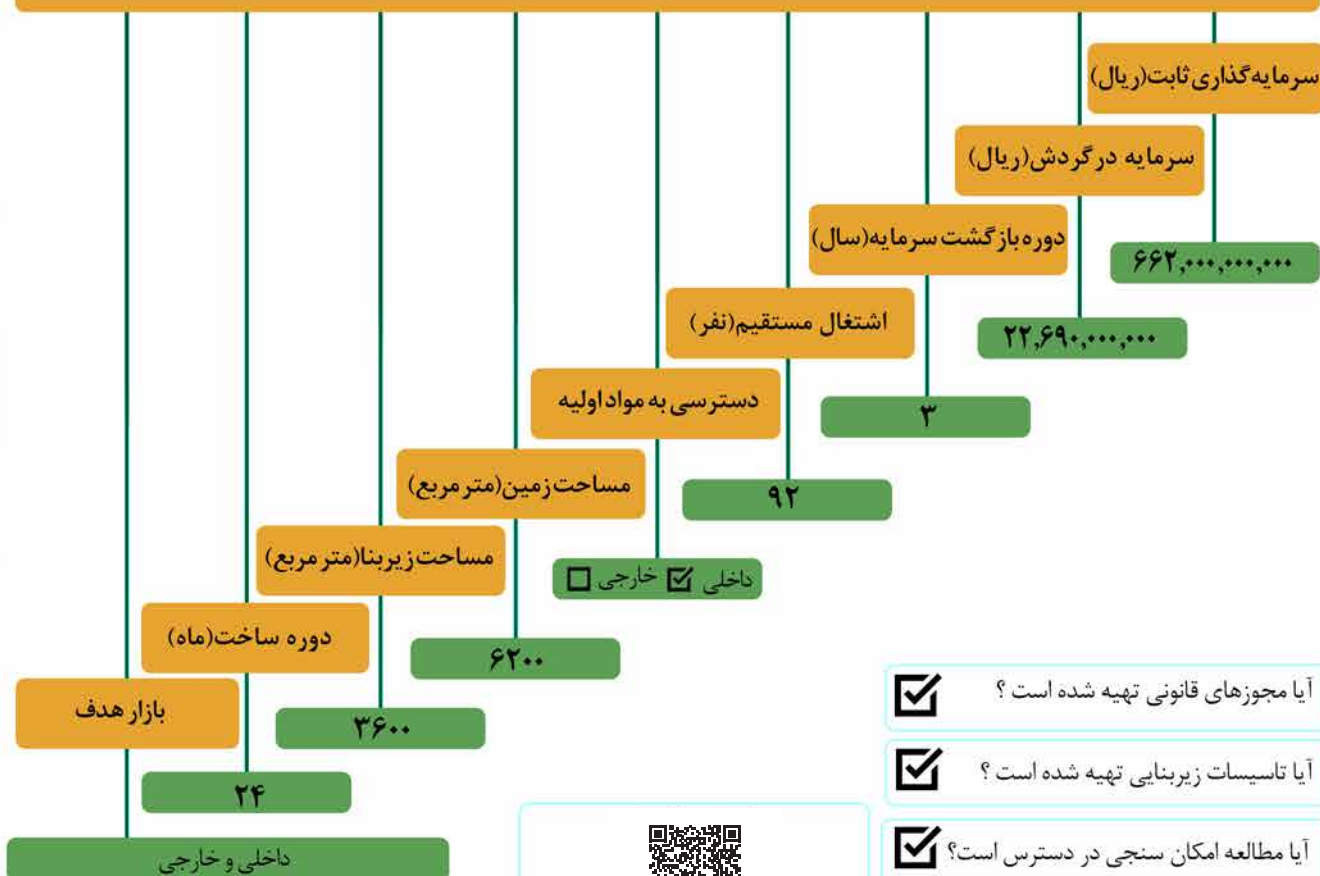 سرمایه‌گذاری ثابت(ریال)
۶۶۲,۰۰۰,۰۰۰,۰۰۰
سرمایه در گردش(ریال)
۲۲,۶۹۰,۰۰۰,۰۰۰
دوره بازگشت سرمایه(سال)
۳
اشتغال مستقیم(نفر)
۹۲
دسترسی به مواد اولیه
داخلی ☑ خارجی ☐
مساحت زمین(متر مربع)
۶۲۰۰
مساحت زیربنا(متر مربع)
۳۶۰۰
دوره ساخت(ماه)
۲۴
بازار هدف
داخلی و خارجی
آیا مجوزهای قانونی تهیه شده است ؟ ☑
آیا تاسیسات زیربنایی تهیه شده است ؟ ☑
آیا مطالعه امکان سنجی در دسترس است؟ ☑